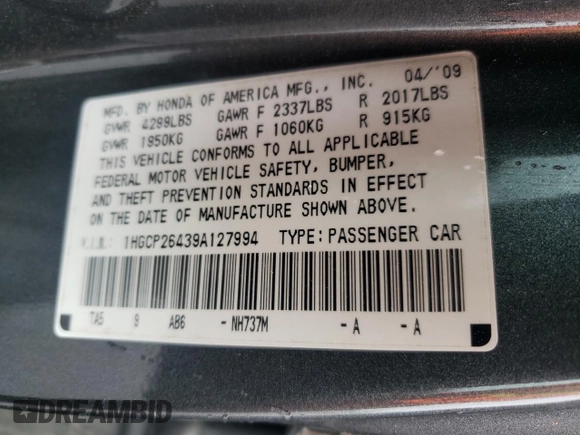 MFD. BY HONDA OF AMERICA MFG., INC. 04/'09
GVWR 4299LBS GAWR F 2337LBS R 2017LBS
GVWR 1950KG GAWR F 1060KG R 915KG
THIS VEHICLE CONFORMS TO ALL APPLICABLE
FEDERAL MOTOR VEHICLE SAFETY, BUMPER,
AND THEFT PREVENTION STANDARDS IN EFFECT
ON THE DATE OF MANUFACTURE SHOWN ABOVE.
V.I.N.: 1HGCP26439A127994 TYPE: PASSENGER CAR
TA5 9 AB6 - NH737M - A - A
DREAMBID